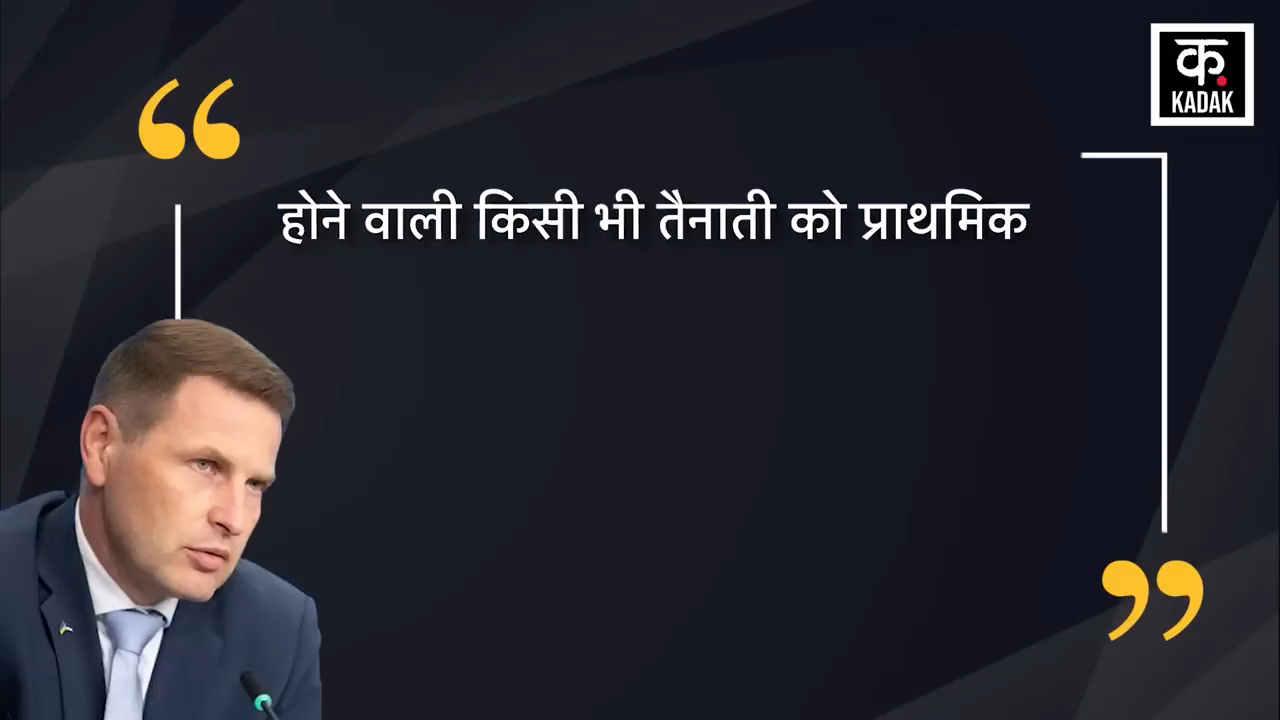 क.
KADAK
होने वाली किसी भी तैनाती को प्राथमिक